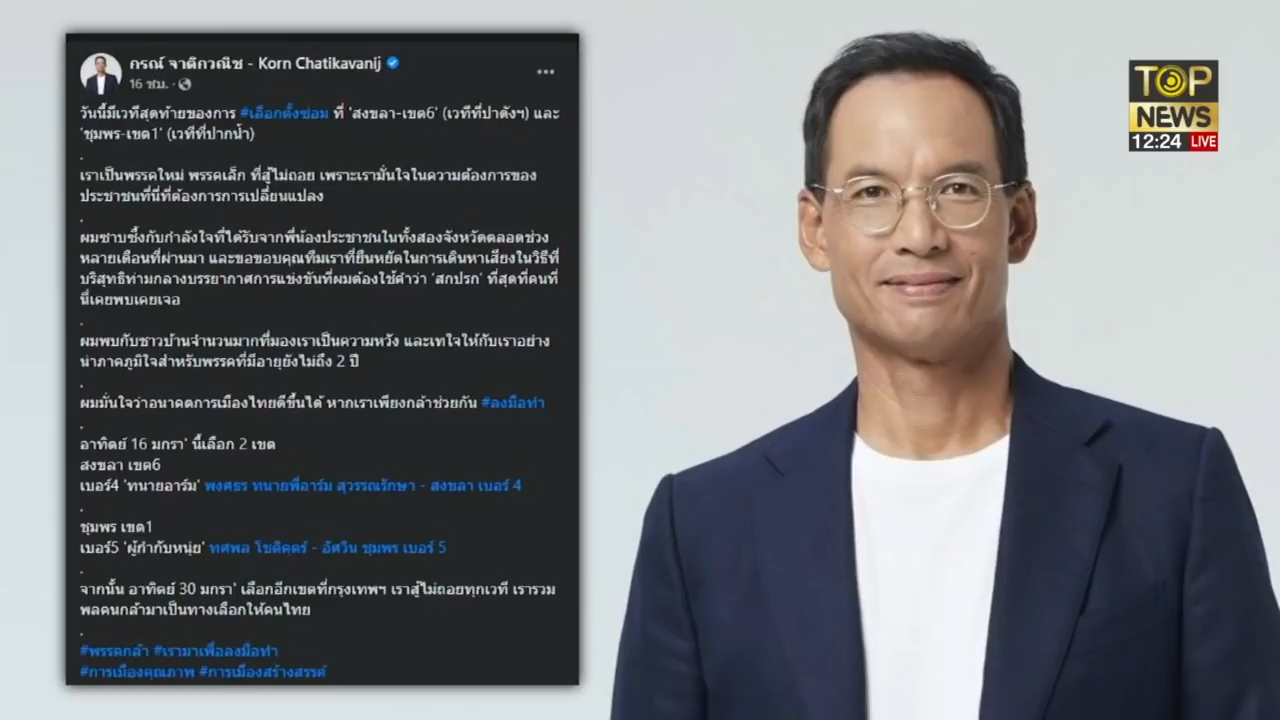 กรณ์ จาติกวณิช - Korn Chatikavanij
16 ชม. ·
วันนี้มีเวทีสุดท้ายของการ #เลือกตั้งซ่อม ที่ 'สงขลา-เขต6' (เวทีที่ปาดังฯ) และ
'ชุมพร-เขต1' (เวทีที่ปากน้ำ)
.
เราเป็นพรรคใหม่ พรรคเล็ก ที่สู้ไม่ถอย เพราะเรามั่นใจในความต้องการของ
ประชาชนที่นี่ที่ต้องการการเปลี่ยนแปลง
.
ผมซาบซึ้งกับกำลังใจที่ได้รับจากพี่น้องประชาชนในทั้งสองจังหวัดตลอดช่วง
หลายเดือนที่ผ่านมา และขอขอบคุณทีมเราที่ยืนหยัดในการเดินหาเสียงในวิธีที่
บริสุทธิท่ามกลางบรรยากาศการแข่งขันที่ผมต้องใช้คำว่า 'สกปรก' ที่สุดที่คนที่
นี่เคยพบเคยเจอ
.
ผมพบกับชาวบ้านจำนวนมากที่มองเราเป็นความหวัง และเทใจให้กับเราอย่าง
น่าภาคภูมิใจสำหรับพรรคที่มีอายุยังไม่ถึง 2 ปี
.
ผมมั่นใจว่าอนาคตการเมืองไทยดีขึ้นได้ หากเราเพียงกล้าช่วยกัน #ลงมือทำ
.
อาทิตย์ 16 มกรา' นี้เลือก 2 เขต
สงขลา เขต6
เบอร์4 'ทนายอาร์ม' พงศธร ทนายพี่อาร์ม สุวรรณรักษา - สงขลา เบอร์ 4
.
ชุมพร เขต1
เบอร์5 'ผู้กำกับหนุ่ย' ทศพล โชติคุตร์ - อัศวิน ชุมพร เบอร์ 5
.
จากนั้น อาทิตย์ 30 มกรา' เลือกอีกเขตที่กรุงเทพฯ เราสู้ไม่ถอยทุกเวที เรารวม
พลคนกล้ามาเป็นทางเลือกให้คนไทย
.
#พรรคกล้า #เรามาเพื่อลงมือทำ
#การเมืองคุณภาพ #การเมืองสร้างสรรค์
TOP
NEWS
12:24 LIVE